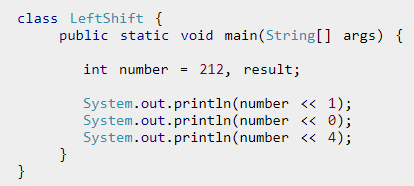 class LeftShift {
public static void main(String[] args) {
int number = 212, result;
System.out.println(number << 1);
System.out.println(number << 0);
System.out.println(number << 4);
}
}